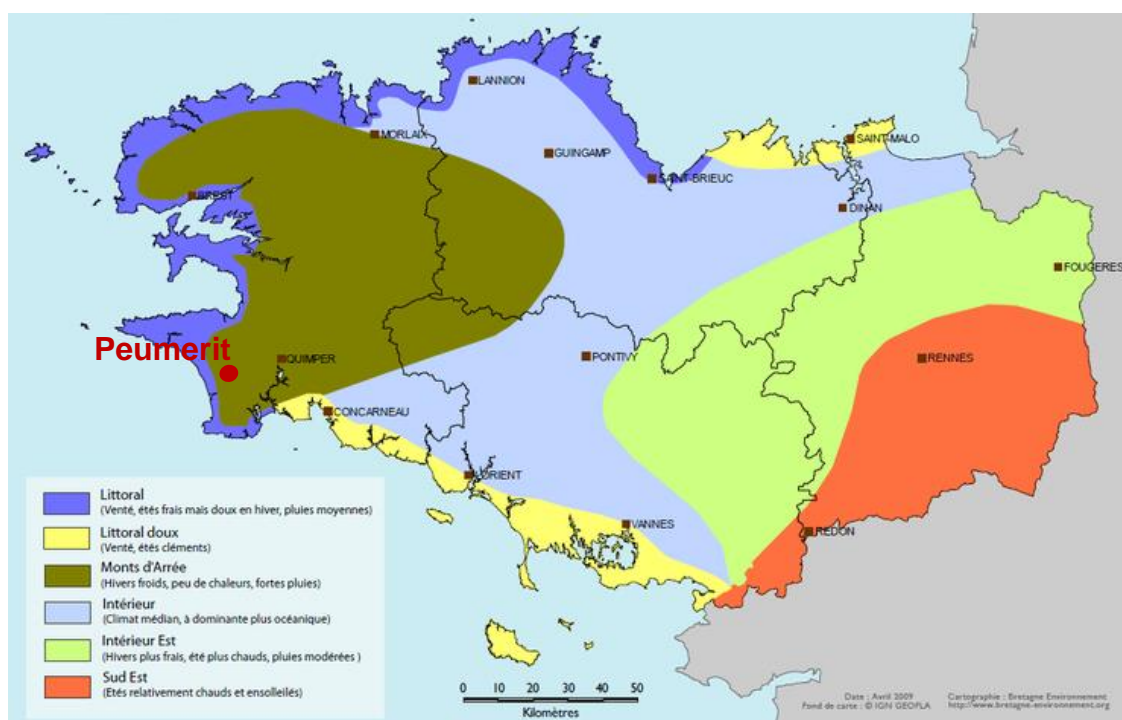 LANNION
MORLAIX
GUINGAMP
SAINT-MALO
SAINT-BRIEUC
BREST
DINAN
FOUGERES
Peumerit
QUIMPER
PONTIVY
RENNES
CONCARNEAU
LORIENT
VANNES
REDON
Littoral
(Venté, étés frais mais doux en hiver, pluies moyennes)
Littoral doux
(Venté, étés cléments)
Monts d'Arrée
(Hivers froids, peu de chaleurs, fortes pluies)
Intérieur
(Climat médian, à dominante plus océanique)
Intérieur Est
(Hivers plus frais, été plus chauds, pluies modérées )
Sud Est
(Etés relativement chauds et ensolleilés)
0 10 20 30 40 50
Kilomètres
Date : Avril 2009
Fond de carte : © IGN GEOFLA
Cartographie : Bretagne Environnement
http://www.bretagne-environnement.org